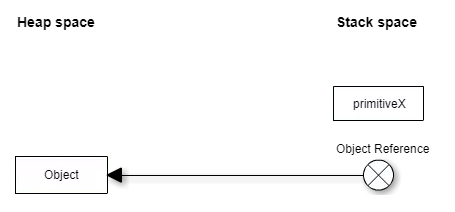 Heap space
Stack space
primitiveX
Object Reference
Object